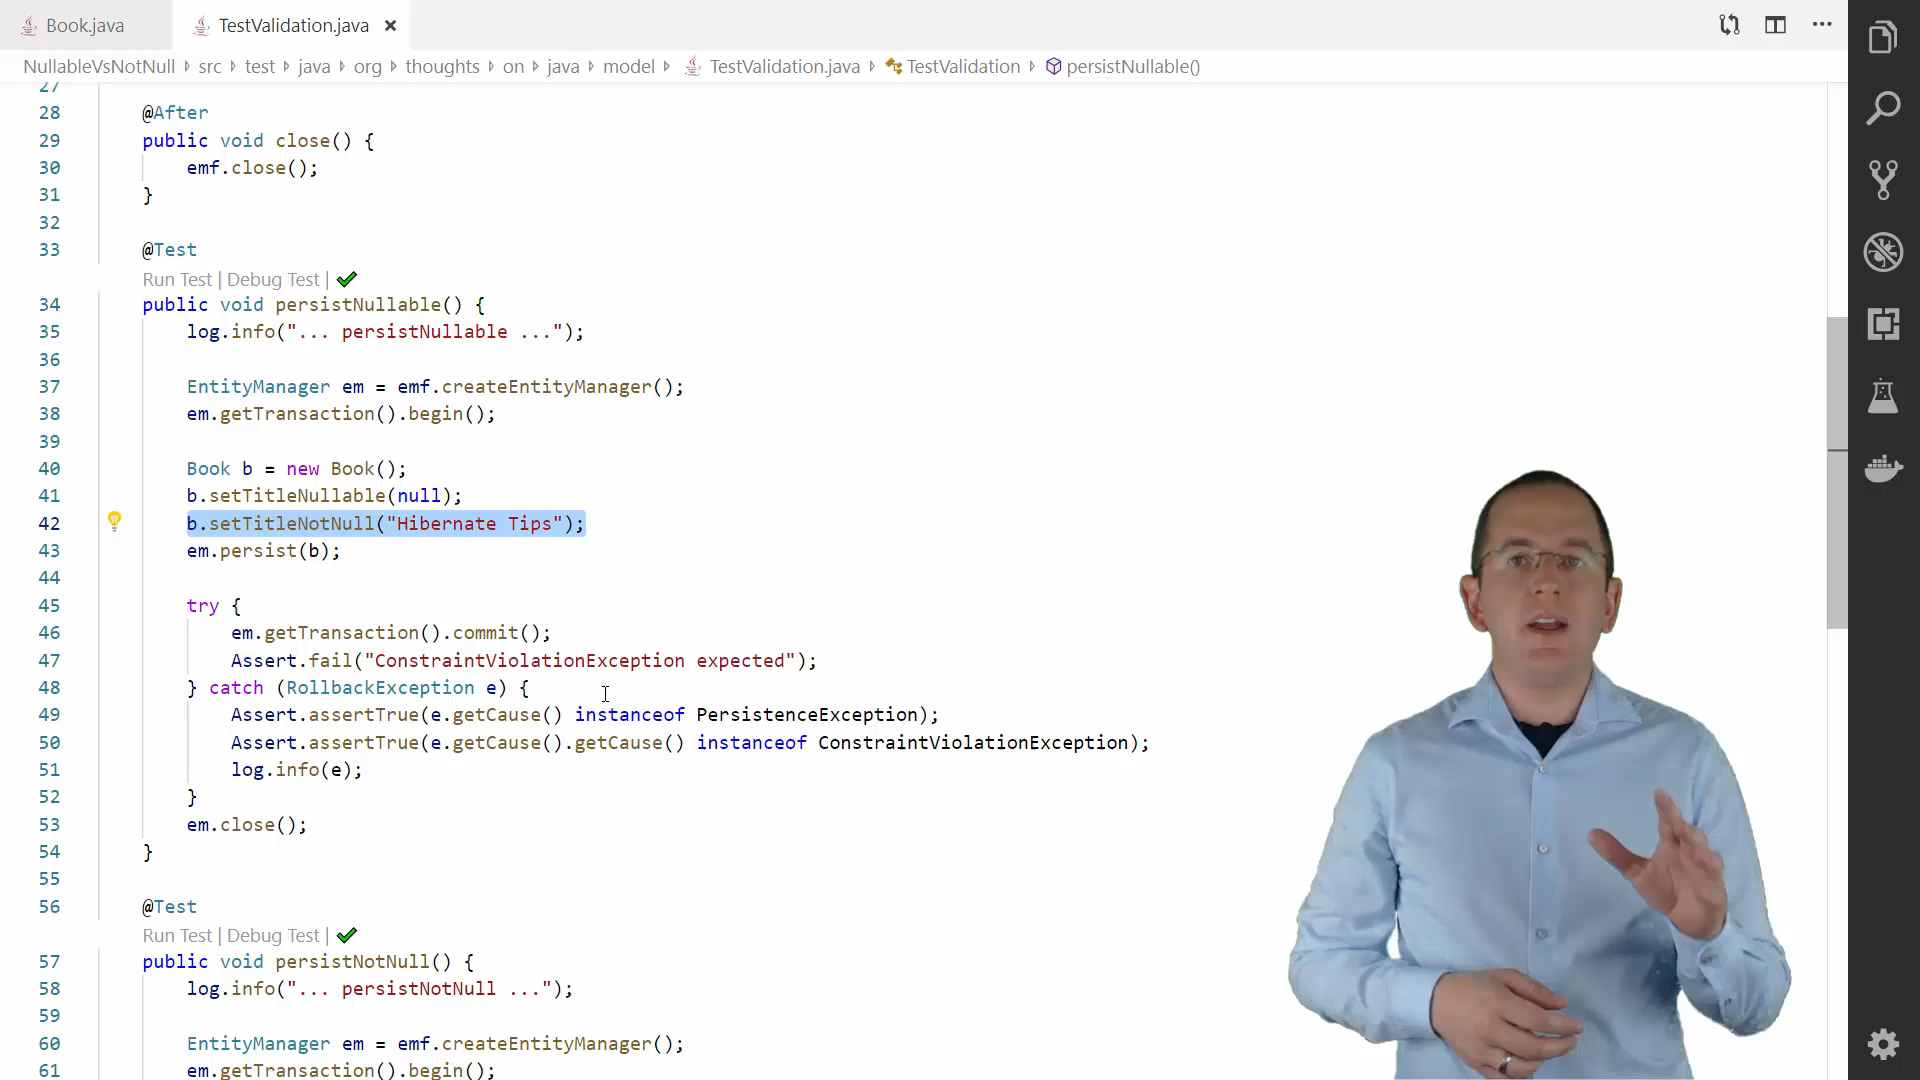 Book.java
TestValidation.java
NullableVsNotNull src test java org thoughts on java model TestValidation.java TestValidation persistNullable()
27
28 @After
29 public void close() {
30 emf.close();
31 }
32
33 @Test
Run Test | Debug Test |
34 public void persistNullable() {
35 log.info("... persistNullable ...");
36
37 EntityManager em = emf.createEntityManager();
38 em.getTransaction().begin();
39
40 Book b = new Book();
41 b.setTitleNullable(null);
42 b.setTitleNotNull("Hibernate Tips");
43 em.persist(b);
44
45 try {
46 em.getTransaction().commit();
47 Assert.fail("ConstraintViolationException expected");
48 } catch (RollbackException e) {
49 Assert.assertTrue(e.getCause() instanceof PersistenceException);
50 Assert.assertTrue(e.getCause().getCause() instanceof ConstraintViolationException);
51 log.info(e);
52 }
53 em.close();
54 }
55
56 @Test
Run Test | Debug Test |
57 public void persistNotNull() {
58 log.info("... persistNotNull ...");
59
60 EntityManager em = emf.createEntityManager();
61 em.getTransaction().begin();